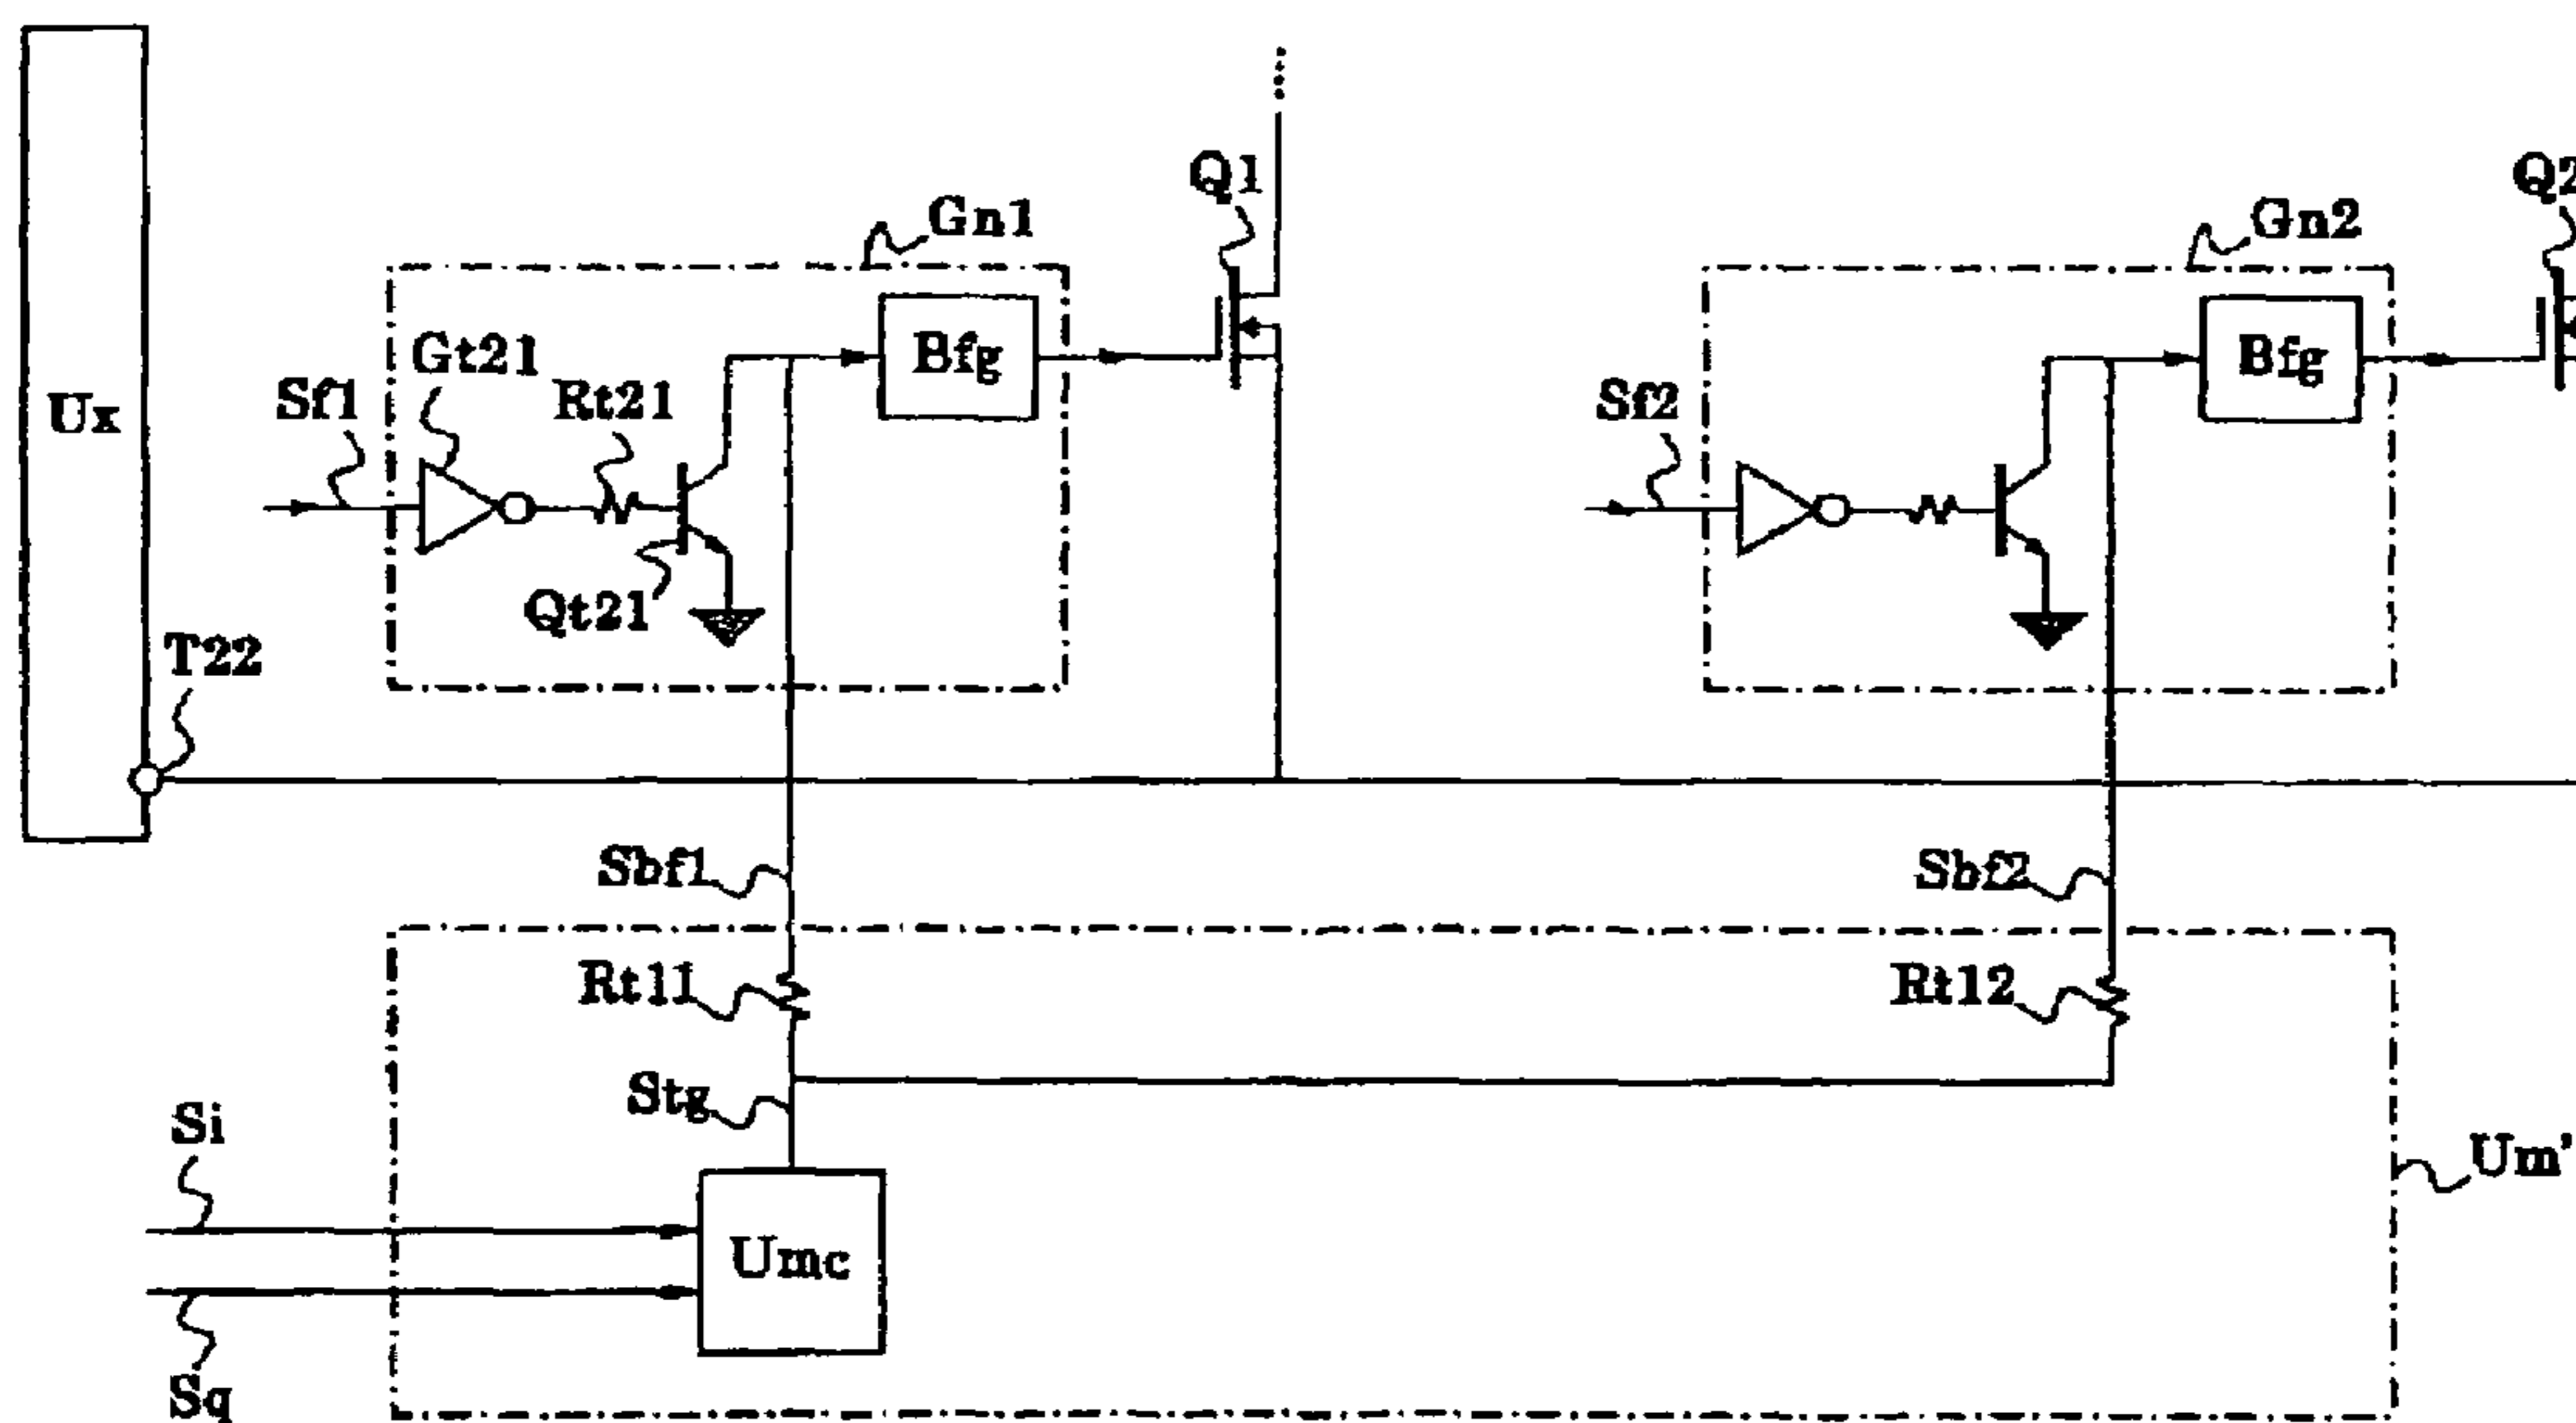 Q1
Q2
Gn1
Gn2
Gt21
Bfg
Bfg
Sf1
Rt21
Sf2
Ux
Qt21
T22
Sbf1
Sbf2
Rt11
Rt12
Stg
Si
Um'
Umc
Sq